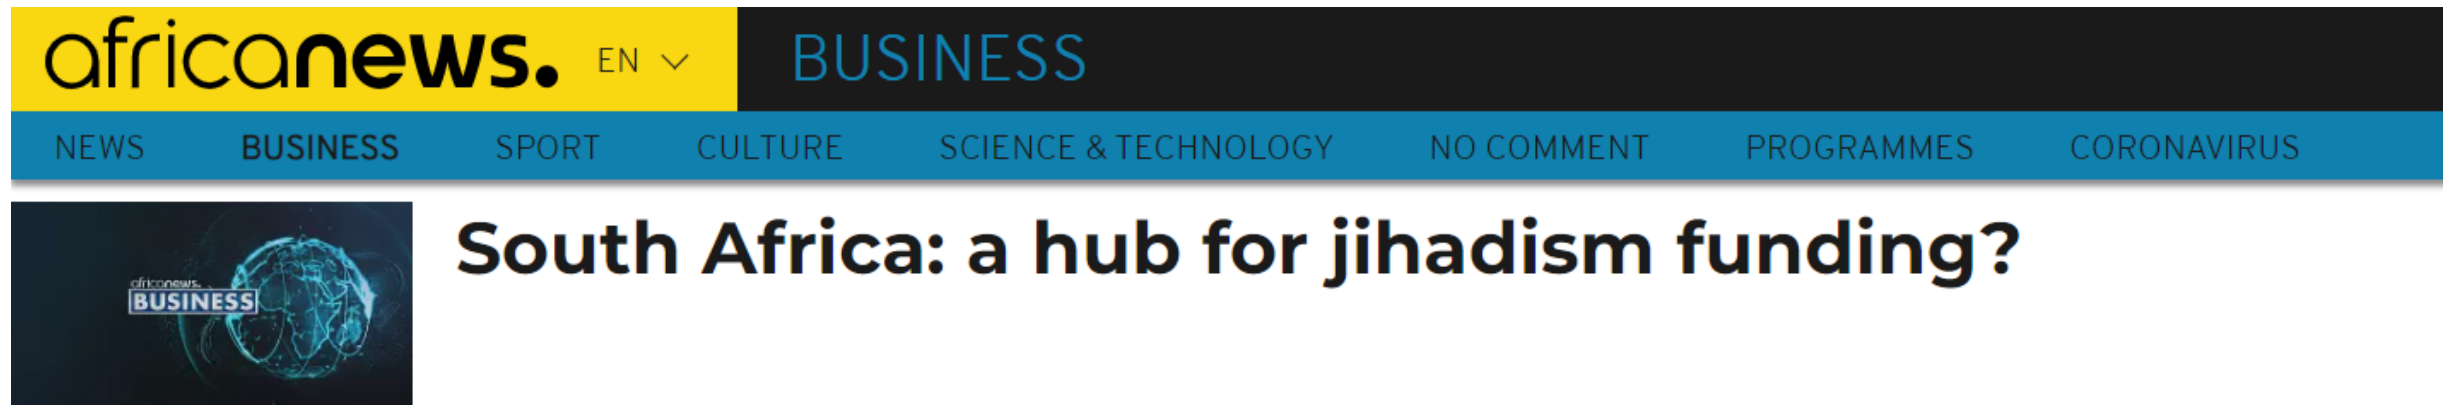 africanews. EN BUSINESS
NEWS BUSINESS SPORT CULTURE SCIENCE & TECHNOLOGY NO COMMENT PROGRAMMES CORONAVIRUS
South Africa: a hub for jihadism funding?
africanews.
BUSINESS